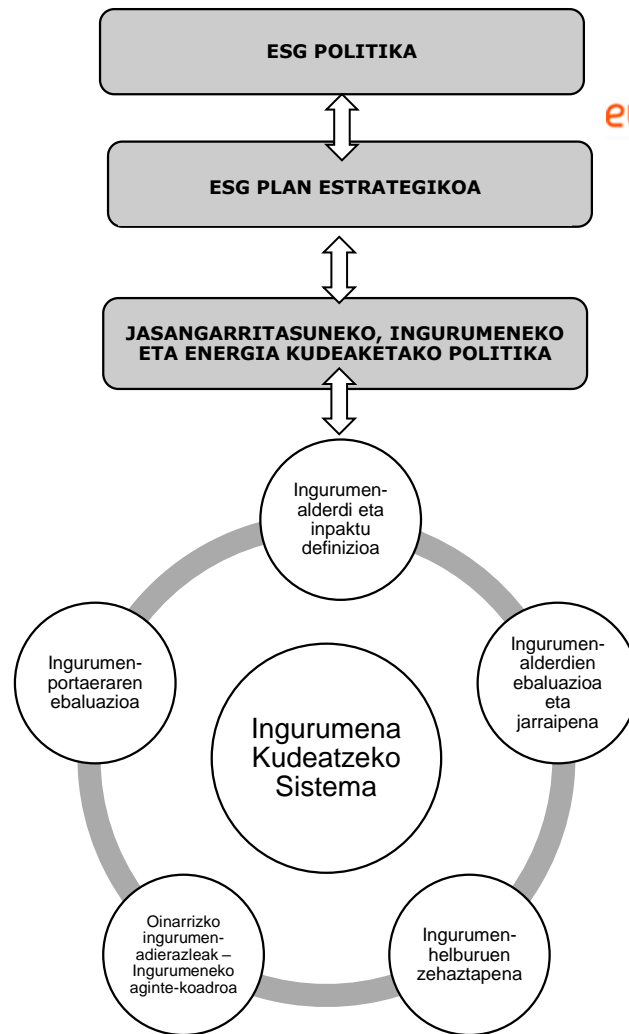 ESG POLITIKA
ESG PLAN ESTRATEGIKOA
JASANGARRITASUNEKO, INGURUMENEKO
ETA ENERGIA KUDEAKETAKO POLITIKA
Ingurumen-
alderdi eta
inpaktu
definizioa
Ingurumen-
alderdien
ebaluazioa
eta
jarraipena
Ingurumen-
helburuen
zehaztapena
Oinarrizko
ingurumen-
adierazleak –
Ingurumeneko
aginte-koadroa
Ingurumen-
portaeraren
ebaluazioa
Ingurumena
Kudeatzeko
Sistema